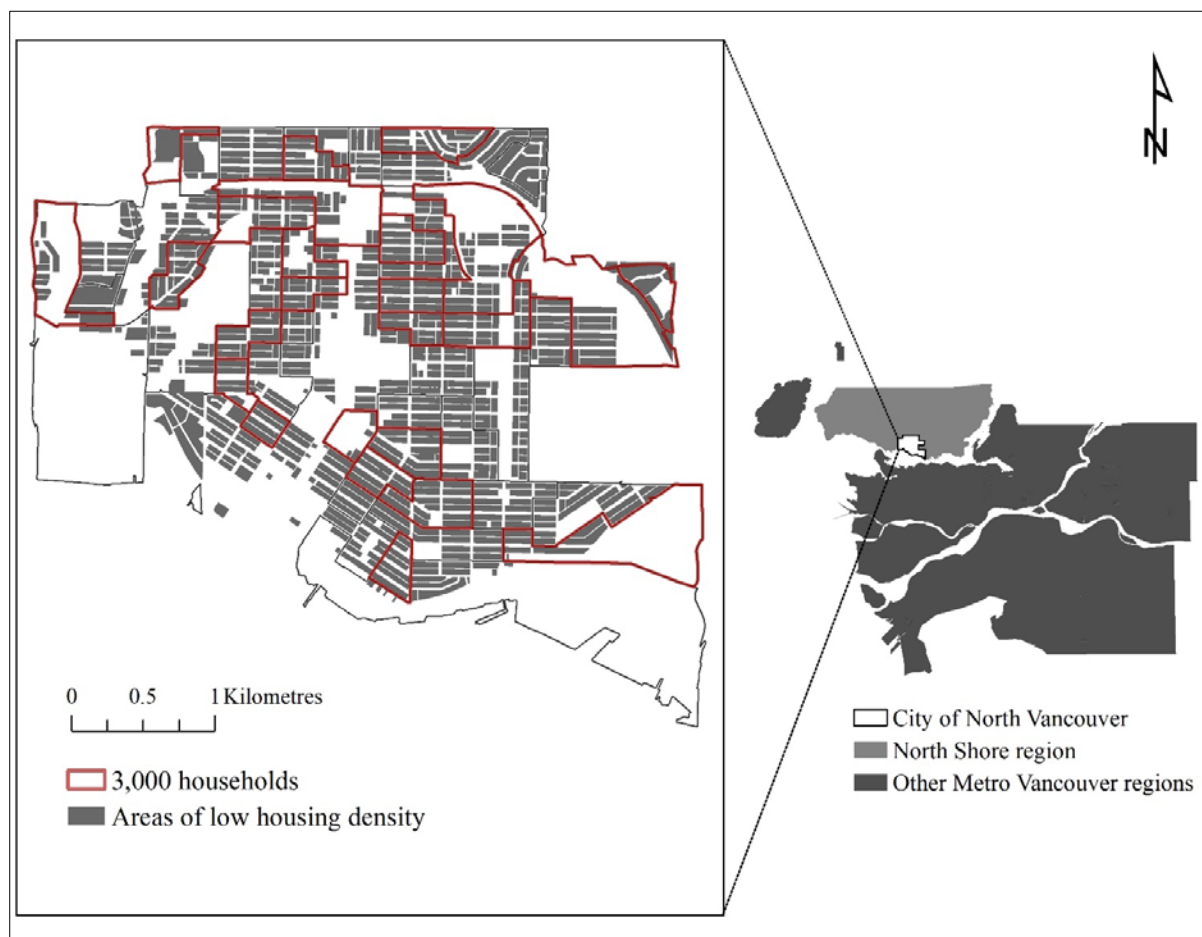 N
0 0.5 1 Kilometres
3,000 households
Areas of low housing density
City of North Vancouver
North Shore region
Other Metro Vancouver regions